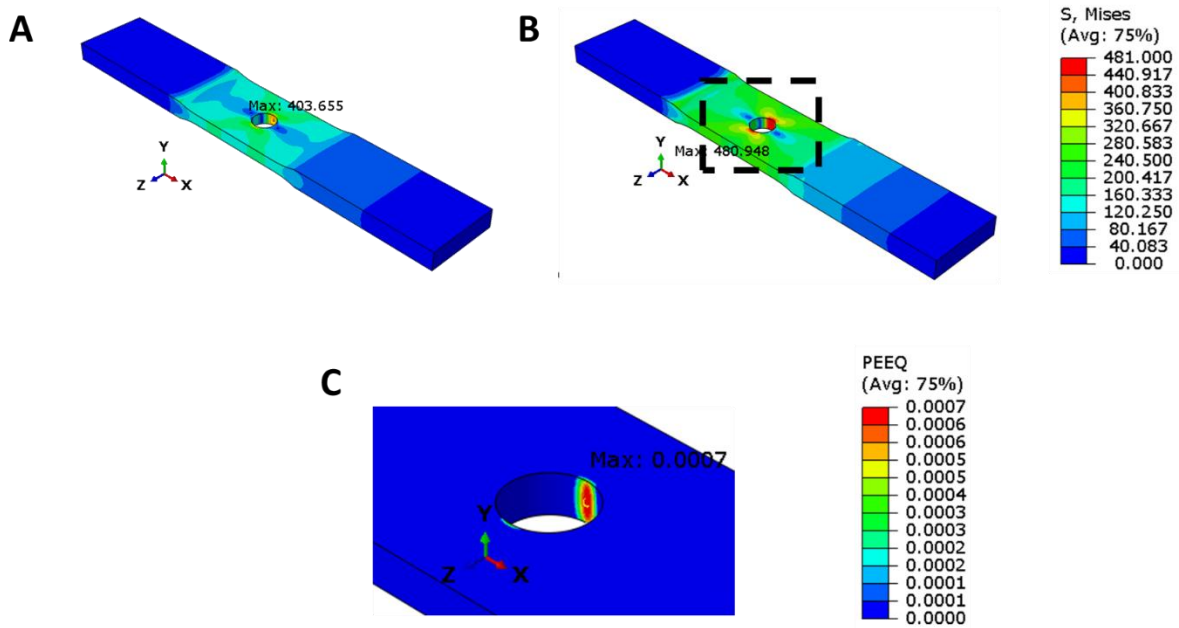 A
Max: 403.655
Y
Z
X
B
Max: 480.948
Y
Z
X
S, Mises
(Avg: 75%)
481.000
440.917
400.833
360.750
320.667
280.583
240.500
200.417
160.333
120.250
80.167
40.083
0.000
C
Max: 0.0007
Y
Z
X
PEEQ
(Avg: 75%)
0.0007
0.0006
0.0006
0.0005
0.0005
0.0004
0.0003
0.0003
0.0002
0.0002
0.0001
0.0001
0.0000